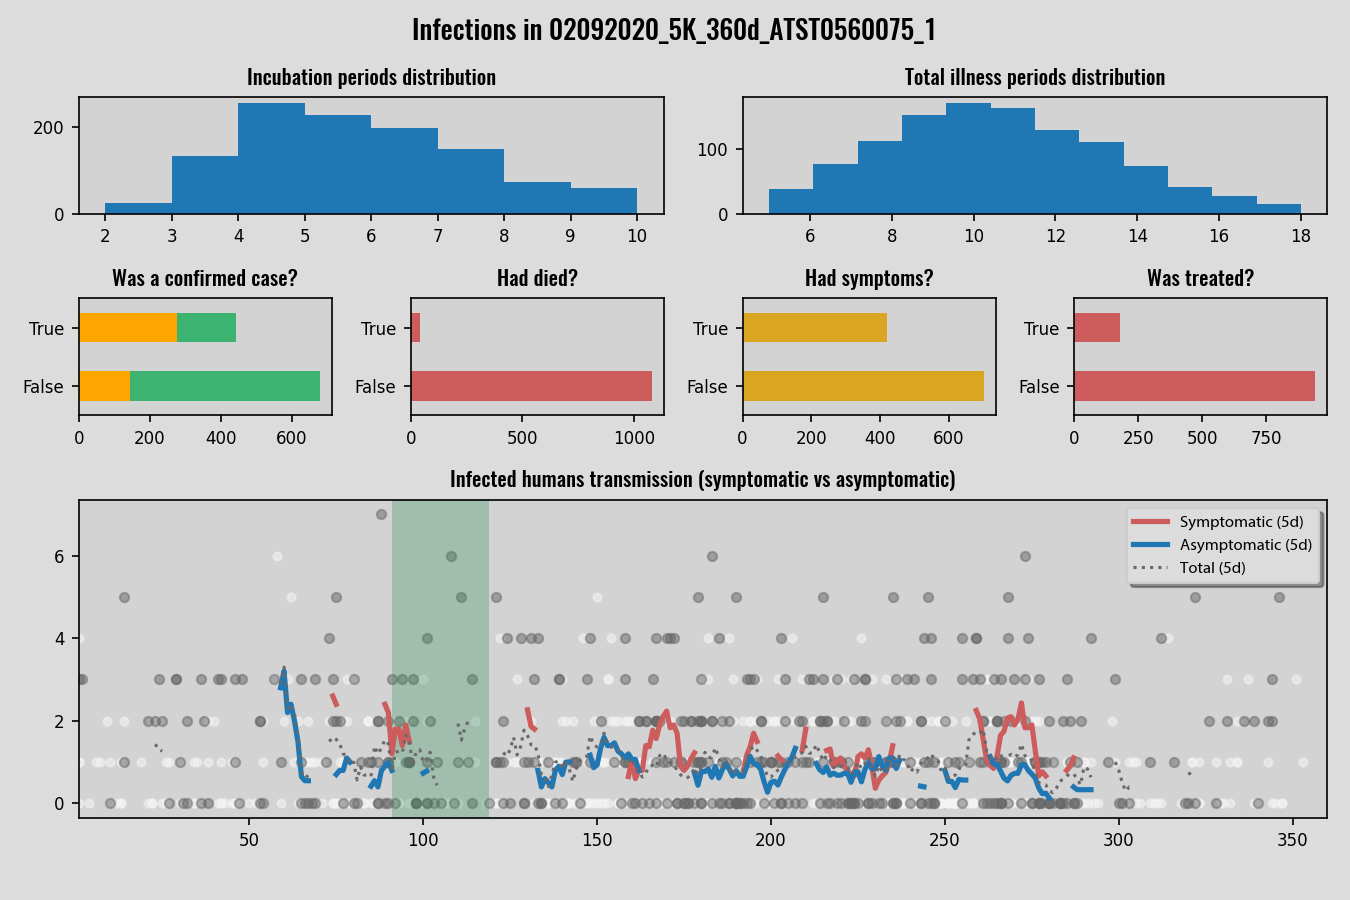 Infections in 02092020_5K_360d_ATST0560075_1
Incubation periods distribution
Total illness periods distribution
200
0
2 3 4 5 6 7 8 9 10
100
0
6 8 10 12 14 16 18
Was a confirmed case?
Had died?
Had symptoms?
Was treated?
True
False
0 200 400 600
True
False
0 500 1000
True
False
0 200 400 600
True
False
0 250 500 750
Infected humans transmission (symptomatic vs asymptomatic)
Symptomatic (5d)
Asymptomatic (5d)
Total (5d)
6
4
2
0
50 100 150 200 250 300 350